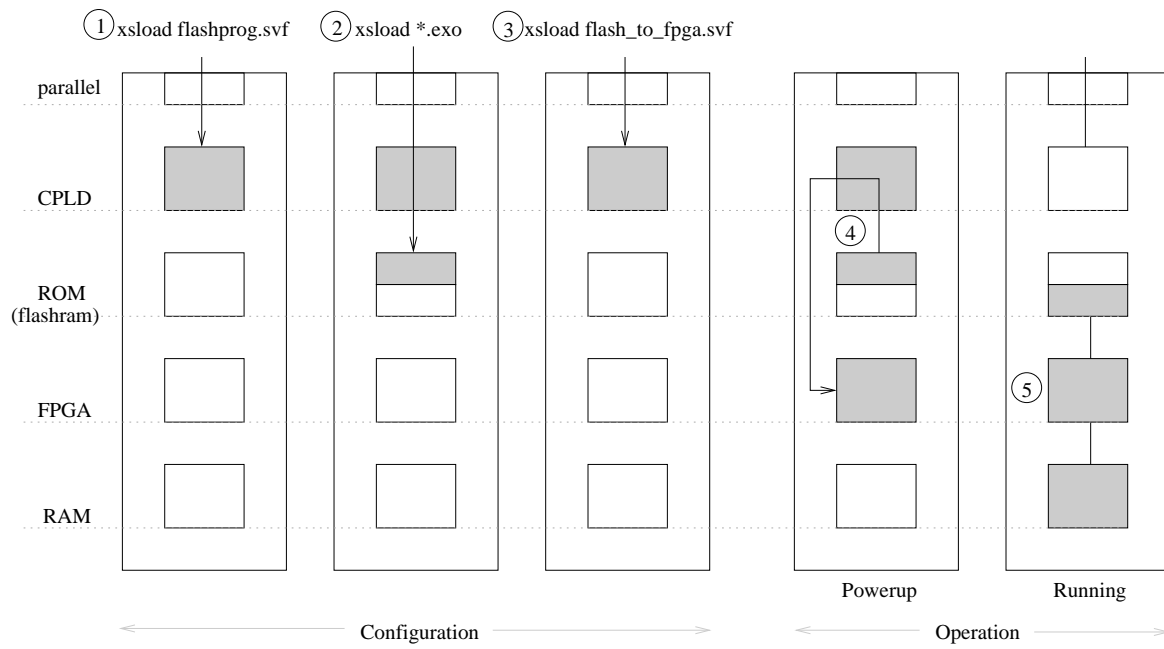 1 xsload flashprog.svf
2 xsload *.exo
3 xsload flash_to_fpga.svf
parallel
CPLD
4
ROM
(flashram)
5
FPGA
RAM
Powerup
Running
Configuration
Operation